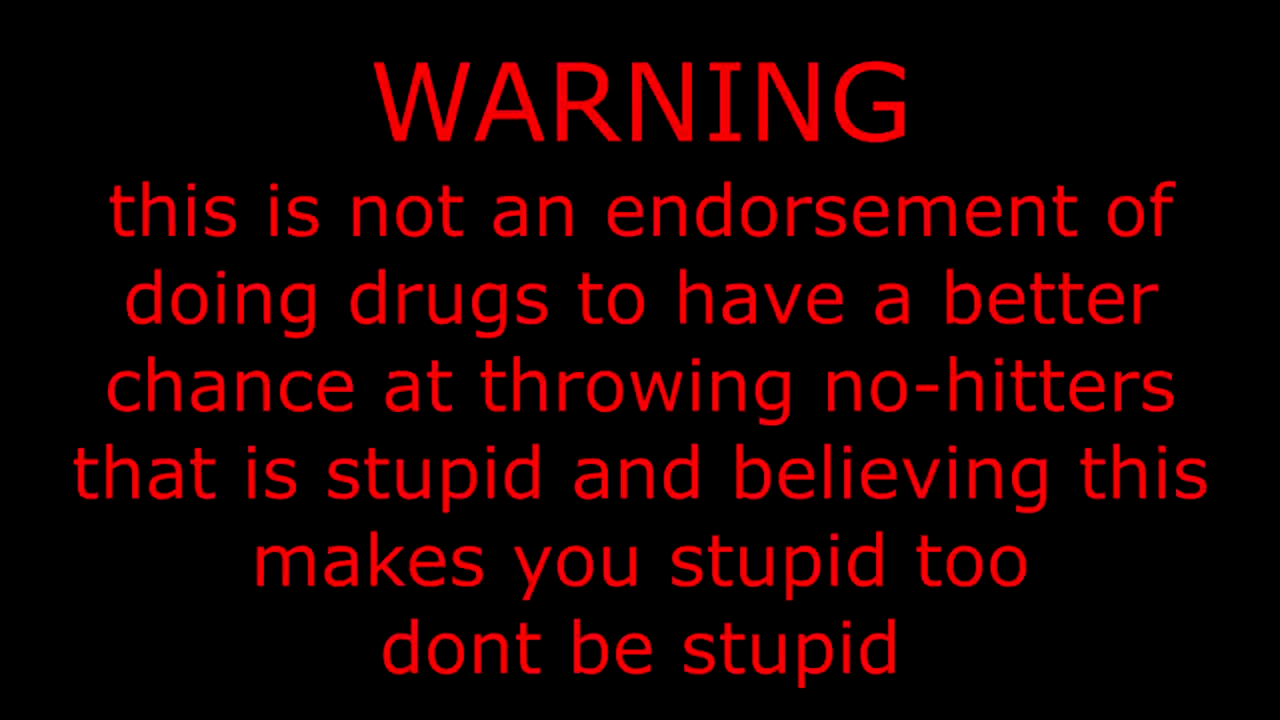 WARNING
this is not an endorsement of
doing drugs to have a better
chance at throwing no-hitters
that is stupid and believing this
makes you stupid too
dont be stupid